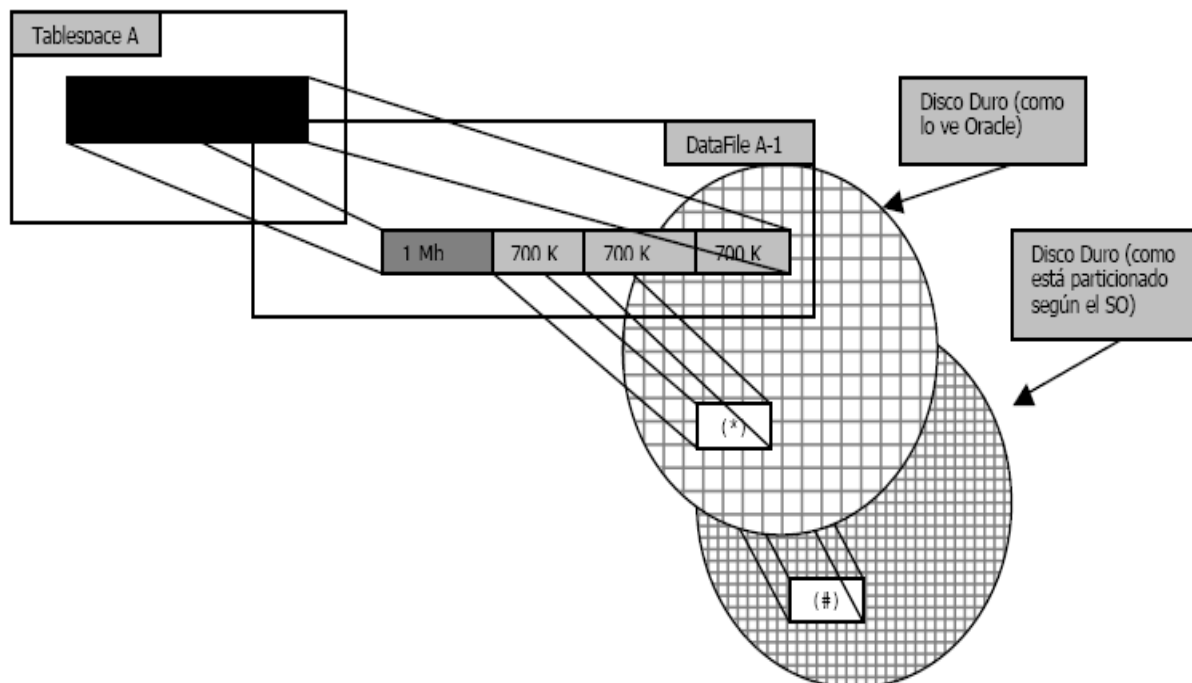 Tablespace A
Disco Duro (como
lo ve Oracle)
DataFile A-1
1 Mh
700 K
700 K
700 K
Disco Duro (como
está particionado
según el SO)
(*)
(#)